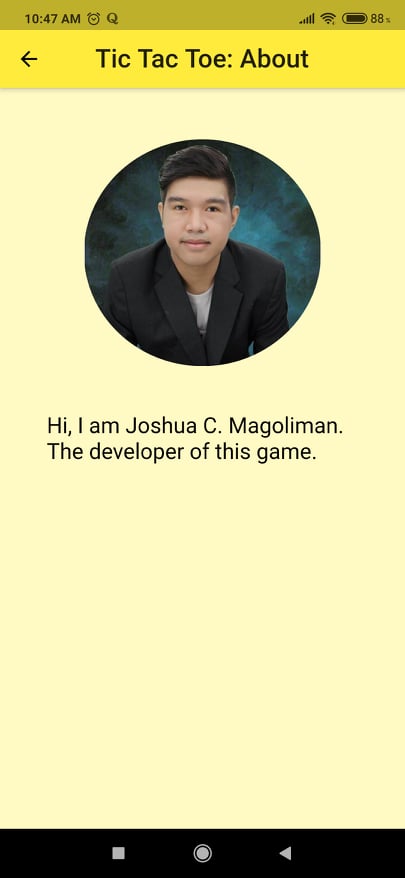 10:47 AM
88
Tic Tac Toe: About
Hi, I am Joshua C. Magoliman.
The developer of this game.